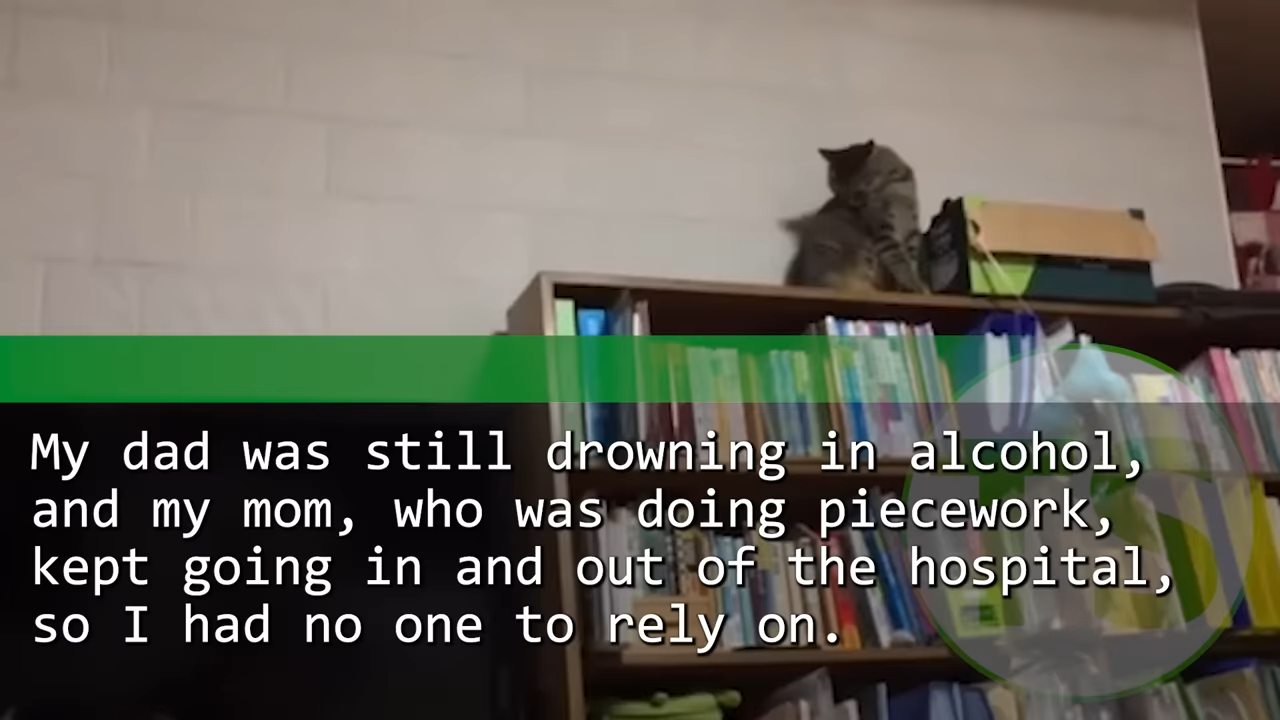 My dad was still drowning in alcohol,
and my mom, who was doing piecework,
kept going in and out of the hospital,
so I had no one to rely on.
TS